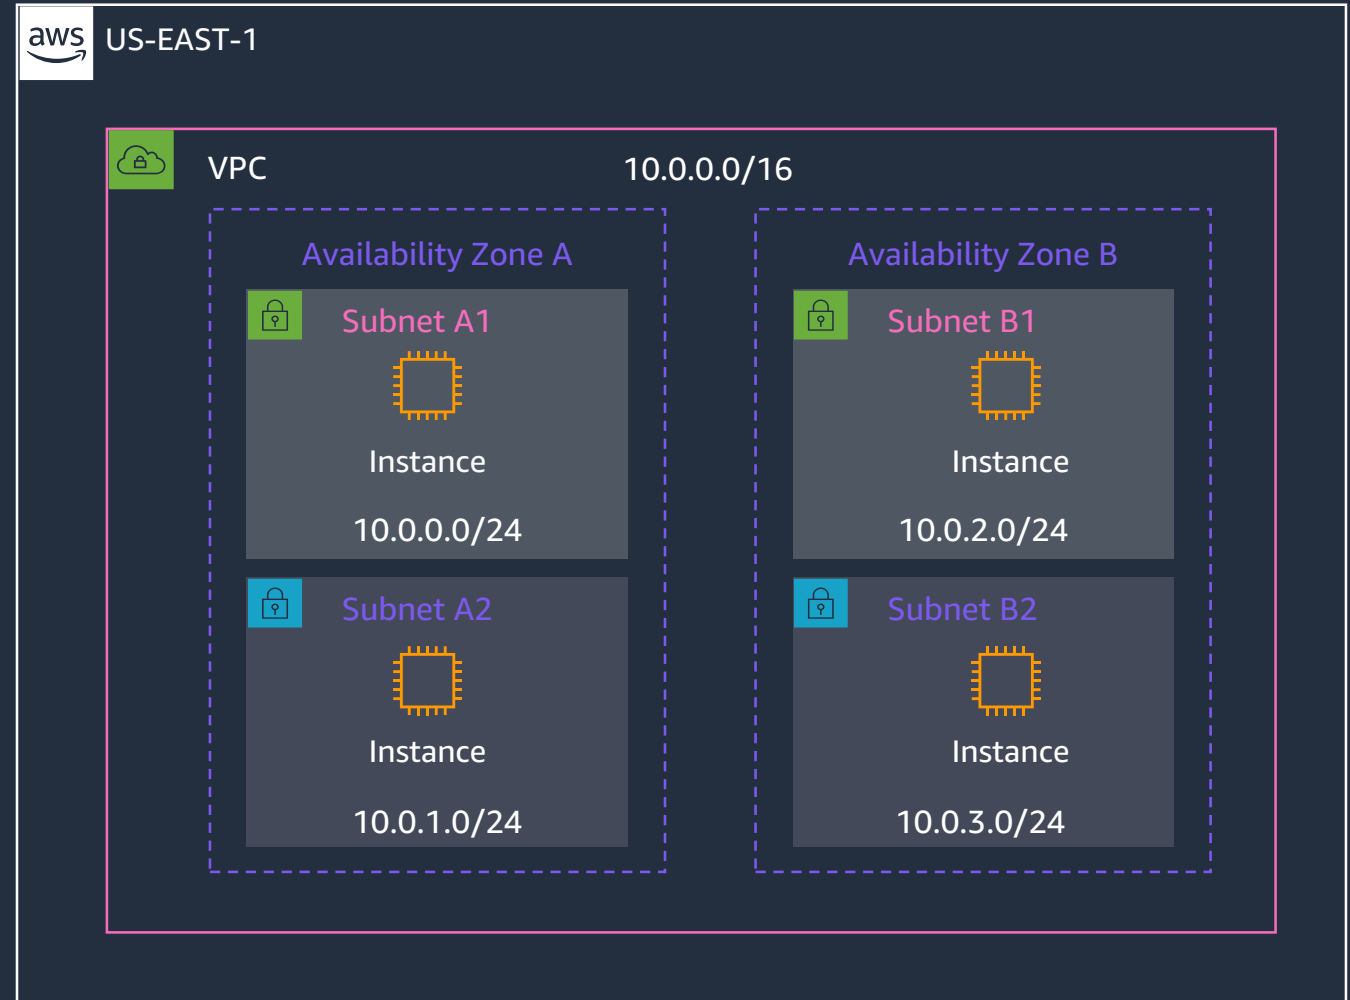 aws
US-EAST-1
VPC
10.0.0.0/16
Availability Zone A
Subnet A1
Instance
10.0.0.0/24
Subnet A2
Instance
10.0.1.0/24
Availability Zone B
Subnet B1
Instance
10.0.2.0/24
Subnet B2
Instance
10.0.3.0/24